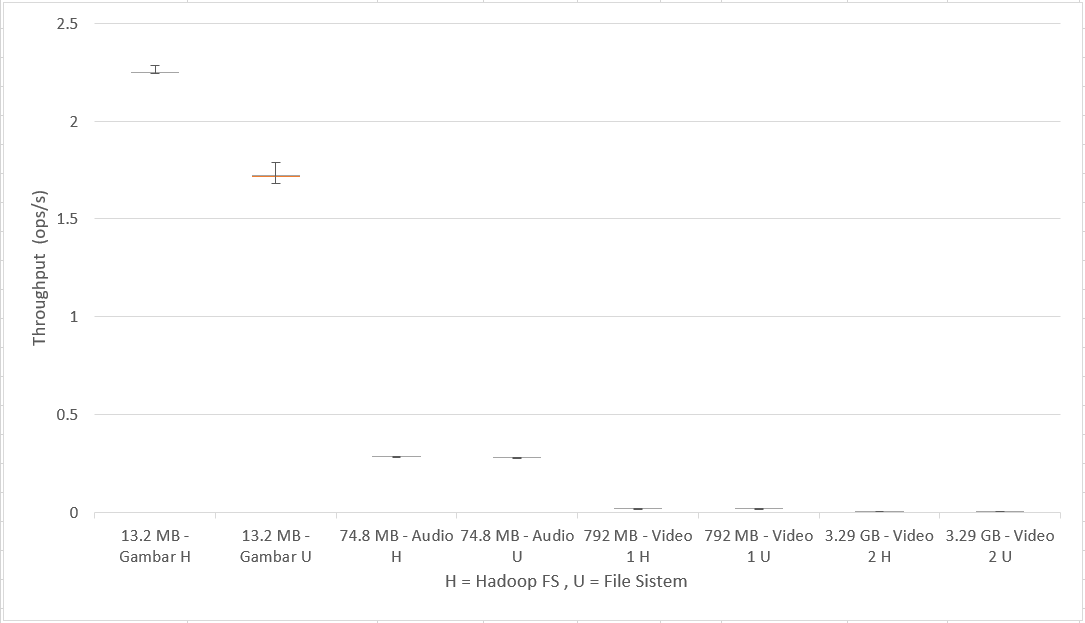 2.5
2
1.5
1
0.5
0
Throughput (ops/s)
13.2 MB -
Gambar H
13.2 MB -
Gambar U
74.8 MB - Audio
H
74.8 MB - Audio
U
792 MB - Video
1 H
792 MB - Video
1 U
3.29 GB - Video
2 H
3.29 GB - Video
2 U
H = Hadoop FS , U = File Sistem